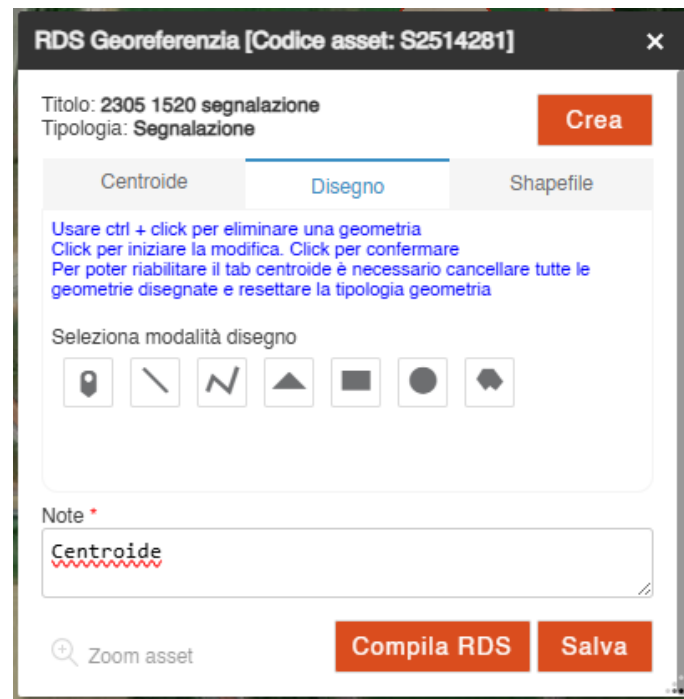 RDS Georeferenzia [Codice asset: S2514281]
Titolo: 2305 1520 segnalazione
Tipologia: Segnalazione
Crea
Centroide
Disegno
Shapefile
Usare ctrl + click per eliminare una geometria
Click per iniziare la modifica. Click per confermare
Per poter riabilitare il tab centroide è necessario cancellare tutte le
geometrie disegnate e resettare la tipologia geometria
Seleziona modalità disegno
Note *
Centroide
Zoom asset
Compila RDS
Salva